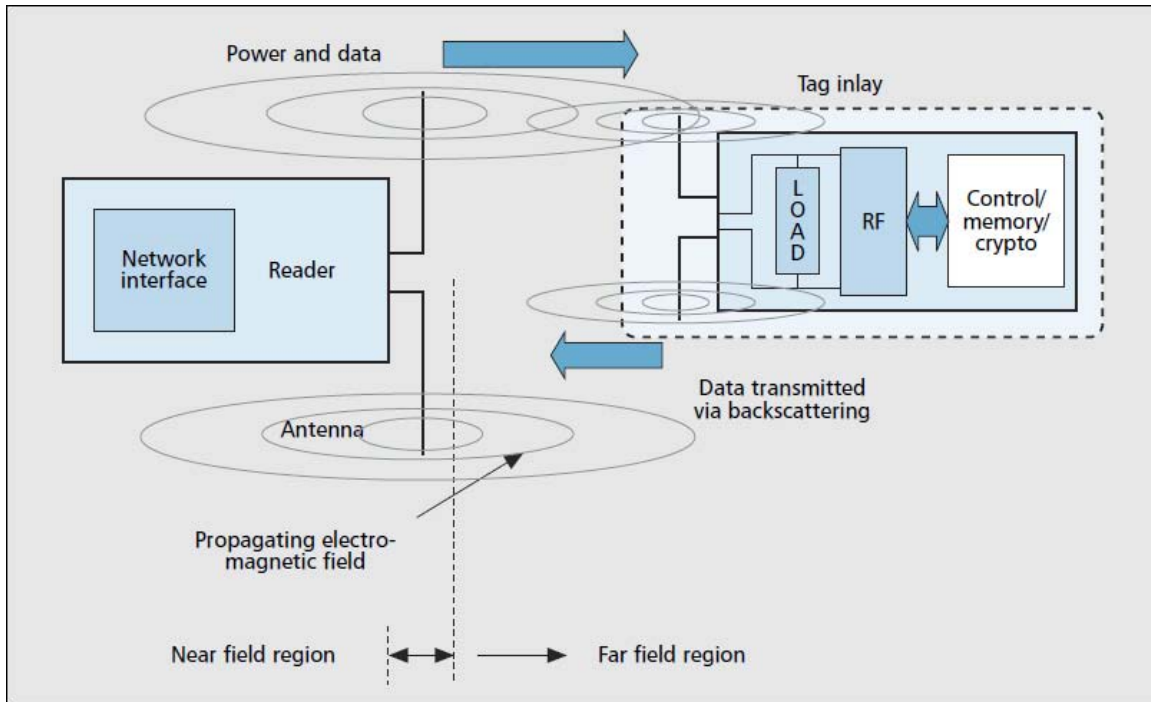 Power and data
Tag inlay
Network
interface
Reader
LOAD
RF
Control/
memory/
crypto
Data transmitted
via backscattering
Antenna
Propagating electro-
magnetic field
Near field region
Far field region